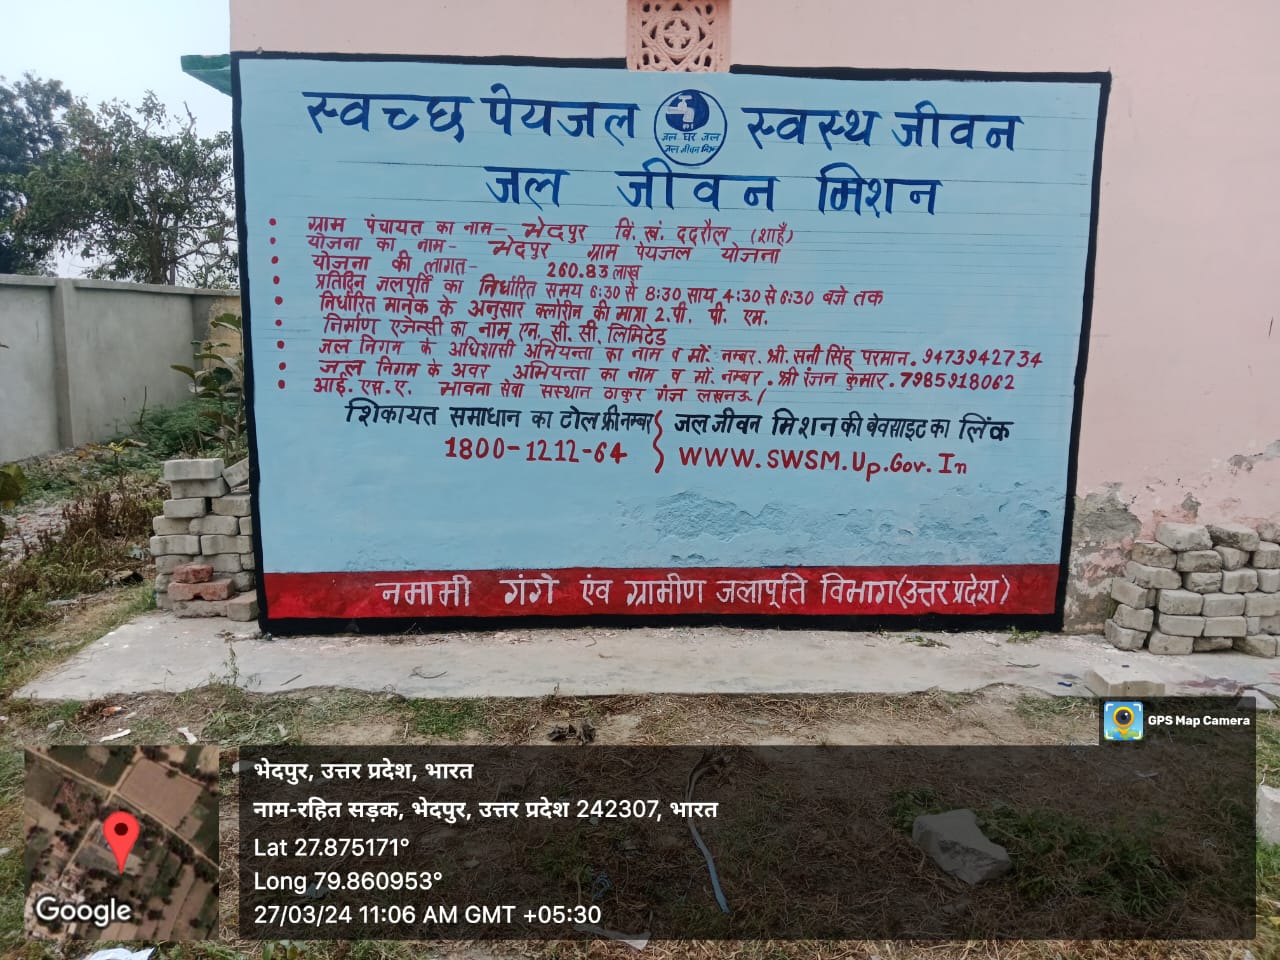 स्वच्छ पेयजल जल घर जल जल जीवन मिशन स्वस्थ जीवन
जल जीवन मिशन
• ग्राम पंचायत का नाम- भेदपुर वि. खं. ददरौल (शाहँ)
• योजना का नाम- भेदपुर ग्राम पेयजल योजना
• योजना की लागत- 260.83 लाख
• प्रतिदिन जलपूर्ति का निर्धारित समय 6:30 से 8:30 साय 4:30 से 6:30 बजे तक
• निर्धारित मानक के अनुसार क्लोरीन की मात्रा 2.पी. पी. एम.
• निर्माण एजेन्सी का नाम एन. सी. सी. लिमिटेड
• जल निगम के अधिशासी अभियन्ता का नाम व मों. नम्बर. श्री. सनी सिंह परमान. 9473942734
• जल निगम के अवर अभियन्ता का नाम व मों. नम्बर. श्री रंजन कुमार. 7985918062
• आई. एस. ए. भावना सेवा सस्थान ठाकुर गंज लखनऊ/
शिकायत समाधान का टोल फ्री नम्बर जल जीवन मिशन की बेवसाइट का लिंक
1800-1212-64 WWW.SWSM.Up.Gov.In
नमामी गंगे एंव ग्रामीण जलापूति विभाग (उत्तर प्रदेश)
GPS Map Camera
भेदपुर, उत्तर प्रदेश, भारत
नाम-रहित सड़क, भेदपुर, उत्तर प्रदेश 242307, भारत
Lat 27.875171°
Long 79.860953°
27/03/24 11:06 AM GMT +05:30
Google